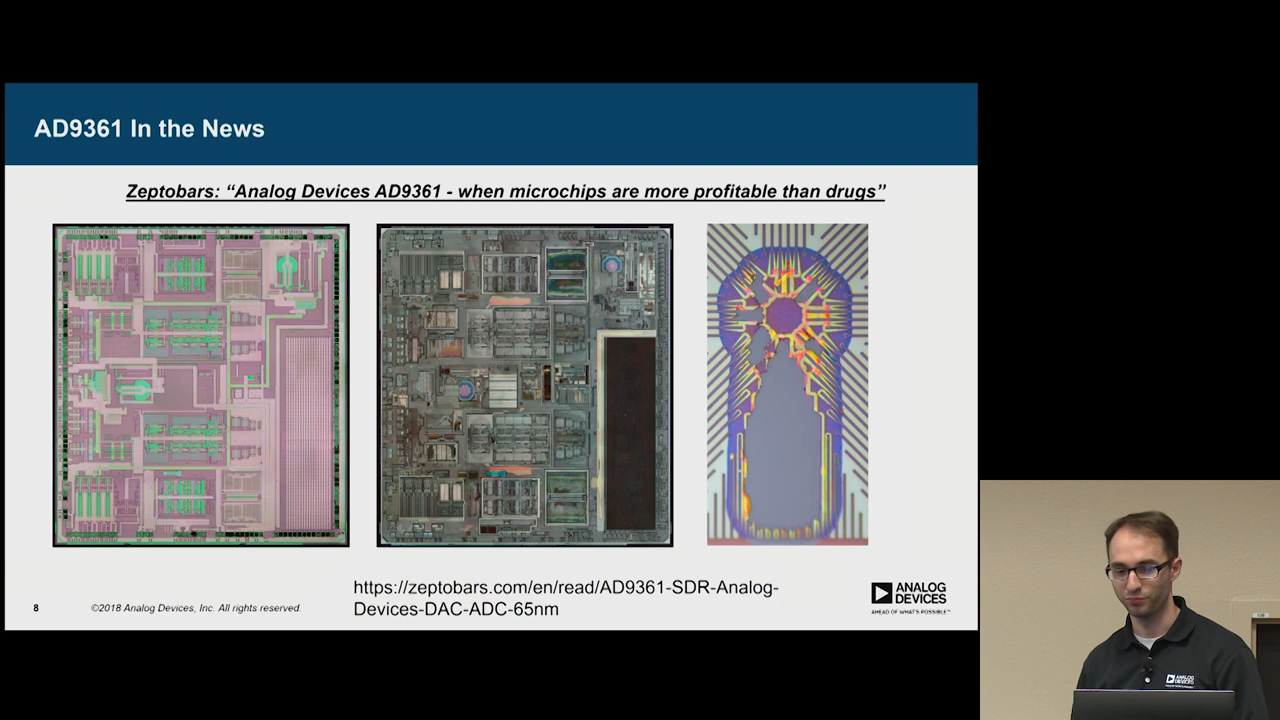 AD9361 In the News
Zeptobars: “Analog Devices AD9361 - when microchips are more profitable than drugs”
https://zeptobars.com/en/read/AD9361-SDR-Analog-
Devices-DAC-ADC-65nm
8
©2018 Analog Devices, Inc. All rights reserved.
ANALOG
DEVICES
AHEAD OF WHAT'S POSSIBLE™
ANALOG
DEVICES